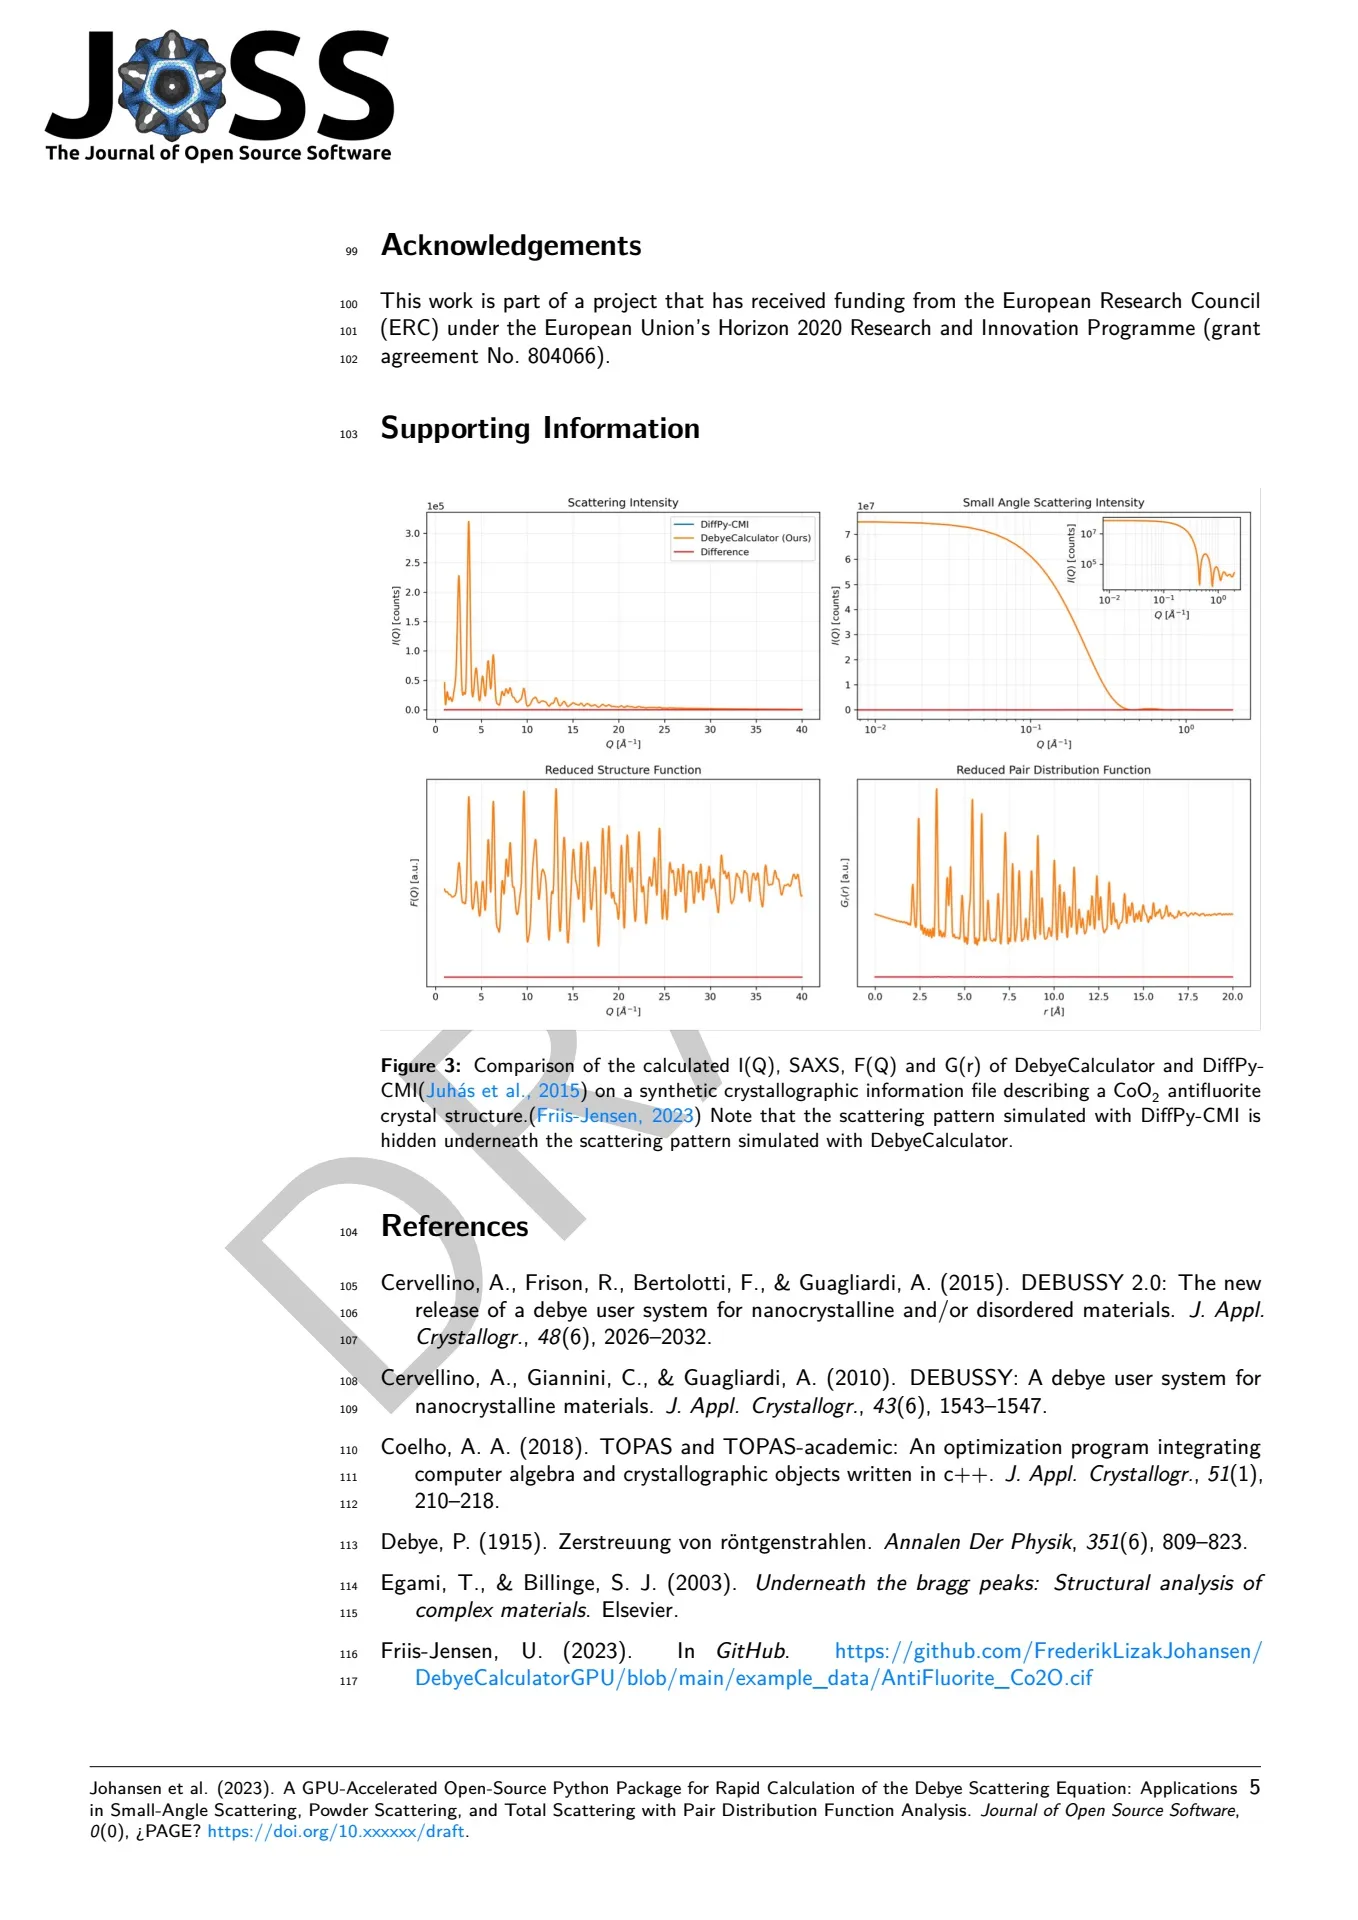 JOSS
The Journal of Open Source Software
99 Acknowledgements
100 This work is part of a project that has received funding from the European Research Council
101 (ERC) under the European Union's Horizon 2020 Research and Innovation Programme (grant
102 agreement No. 804066).
103 Supporting Information
Scattering Intensity
1e5
DiffPy-CMI
DebyeCalculator (Ours)
Difference
3.0
2.5
2.0
1.5
1.0
0.5
0.0
I(Q) [counts]
0 5 10 15 20 25 30 35 40
Q [Å⁻¹]
Small Angle Scattering Intensity
1e7
7
6
5
4
3
2
1
0
I(Q) [counts]
10⁻² 10⁻¹ 10⁰
Q [Å⁻¹]
I(Q) [counts]
10⁷
10⁵
10⁻² 10⁻¹ 10⁰
Q [Å⁻¹]
Reduced Structure Function
F(Q) [a.u.]
0 5 10 15 20 25 30 35 40
Q [Å⁻¹]
Reduced Pair Distribution Function
Gᵣ(r) [a.u.]
0.0 2.5 5.0 7.5 10.0 12.5 15.0 17.5 20.0
r [Å]
Figure 3: Comparison of the calculated I(Q), SAXS, F(Q) and G(r) of DebyeCalculator and DiffPy-
CMI(Juhás et al., 2015) on a synthetic crystallographic information file describing a CoO₂ antifluorite
crystal structure.(Friis-Jensen, 2023) Note that the scattering pattern simulated with DiffPy-CMI is
hidden underneath the scattering pattern simulated with DebyeCalculator.
104 References
105 Cervellino, A., Frison, R., Bertolotti, F., & Guagliardi, A. (2015). DEBUSSY 2.0: The new
106 release of a debye user system for nanocrystalline and/or disordered materials. J. Appl.
107 Crystallogr., 48(6), 2026–2032.
108 Cervellino, A., Giannini, C., & Guagliardi, A. (2010). DEBUSSY: A debye user system for
109 nanocrystalline materials. J. Appl. Crystallogr., 43(6), 1543–1547.
110 Coelho, A. A. (2018). TOPAS and TOPAS-academic: An optimization program integrating
111 computer algebra and crystallographic objects written in c++. J. Appl. Crystallogr., 51(1),
112 210–218.
113 Debye, P. (1915). Zerstreuung von röntgenstrahlen. Annalen Der Physik, 351(6), 809–823.
114 Egami, T., & Billinge, S. J. (2003). Underneath the bragg peaks: Structural analysis of
115 complex materials. Elsevier.
116 Friis-Jensen, U. (2023). In GitHub. https://github.com/FrederikLizakJohansen/
117 DebyeCalculatorGPU/blob/main/example_data/AntiFluorite_Co2O.cif
Johansen et al. (2023). A GPU-Accelerated Open-Source Python Package for Rapid Calculation of the Debye Scattering Equation: Applications 5
in Small-Angle Scattering, Powder Scattering, and Total Scattering with Pair Distribution Function Analysis. Journal of Open Source Software,
0(0), ¿PAGE? https://doi.org/10.xxxxxx/draft.